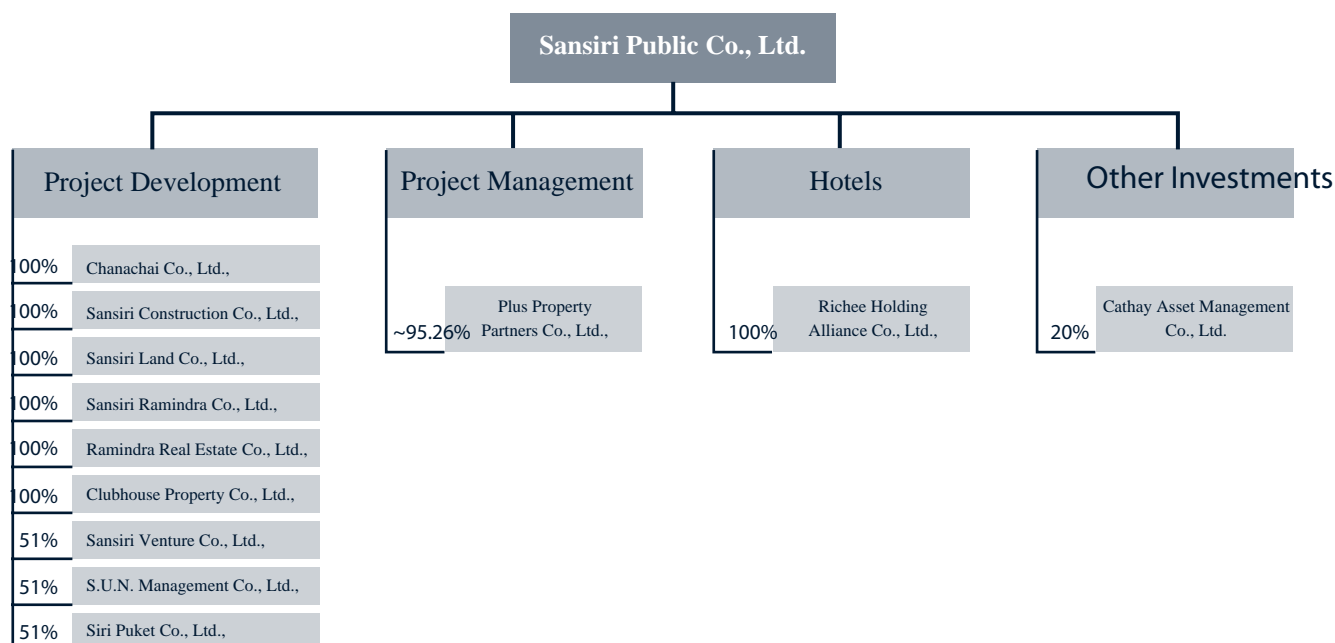 Sansiri Public Co., Ltd.
Project Development
100% Chanachai Co., Ltd.,
100% Sansiri Construction Co., Ltd.,
100% Sansiri Land Co., Ltd.,
100% Sansiri Ramindra Co., Ltd.,
100% Ramindra Real Estate Co., Ltd.,
100% Clubhouse Property Co., Ltd.,
51% Sansiri Venture Co., Ltd.,
51% S.U.N. Management Co., Ltd.,
51% Siri Puket Co., Ltd.,
Project Management
Plus Property
~95.26% Partners Co., Ltd.,
Hotels
Richee Holding
100% Alliance Co., Ltd.,
Other Investments
Cathay Asset Management
20% Co., Ltd.